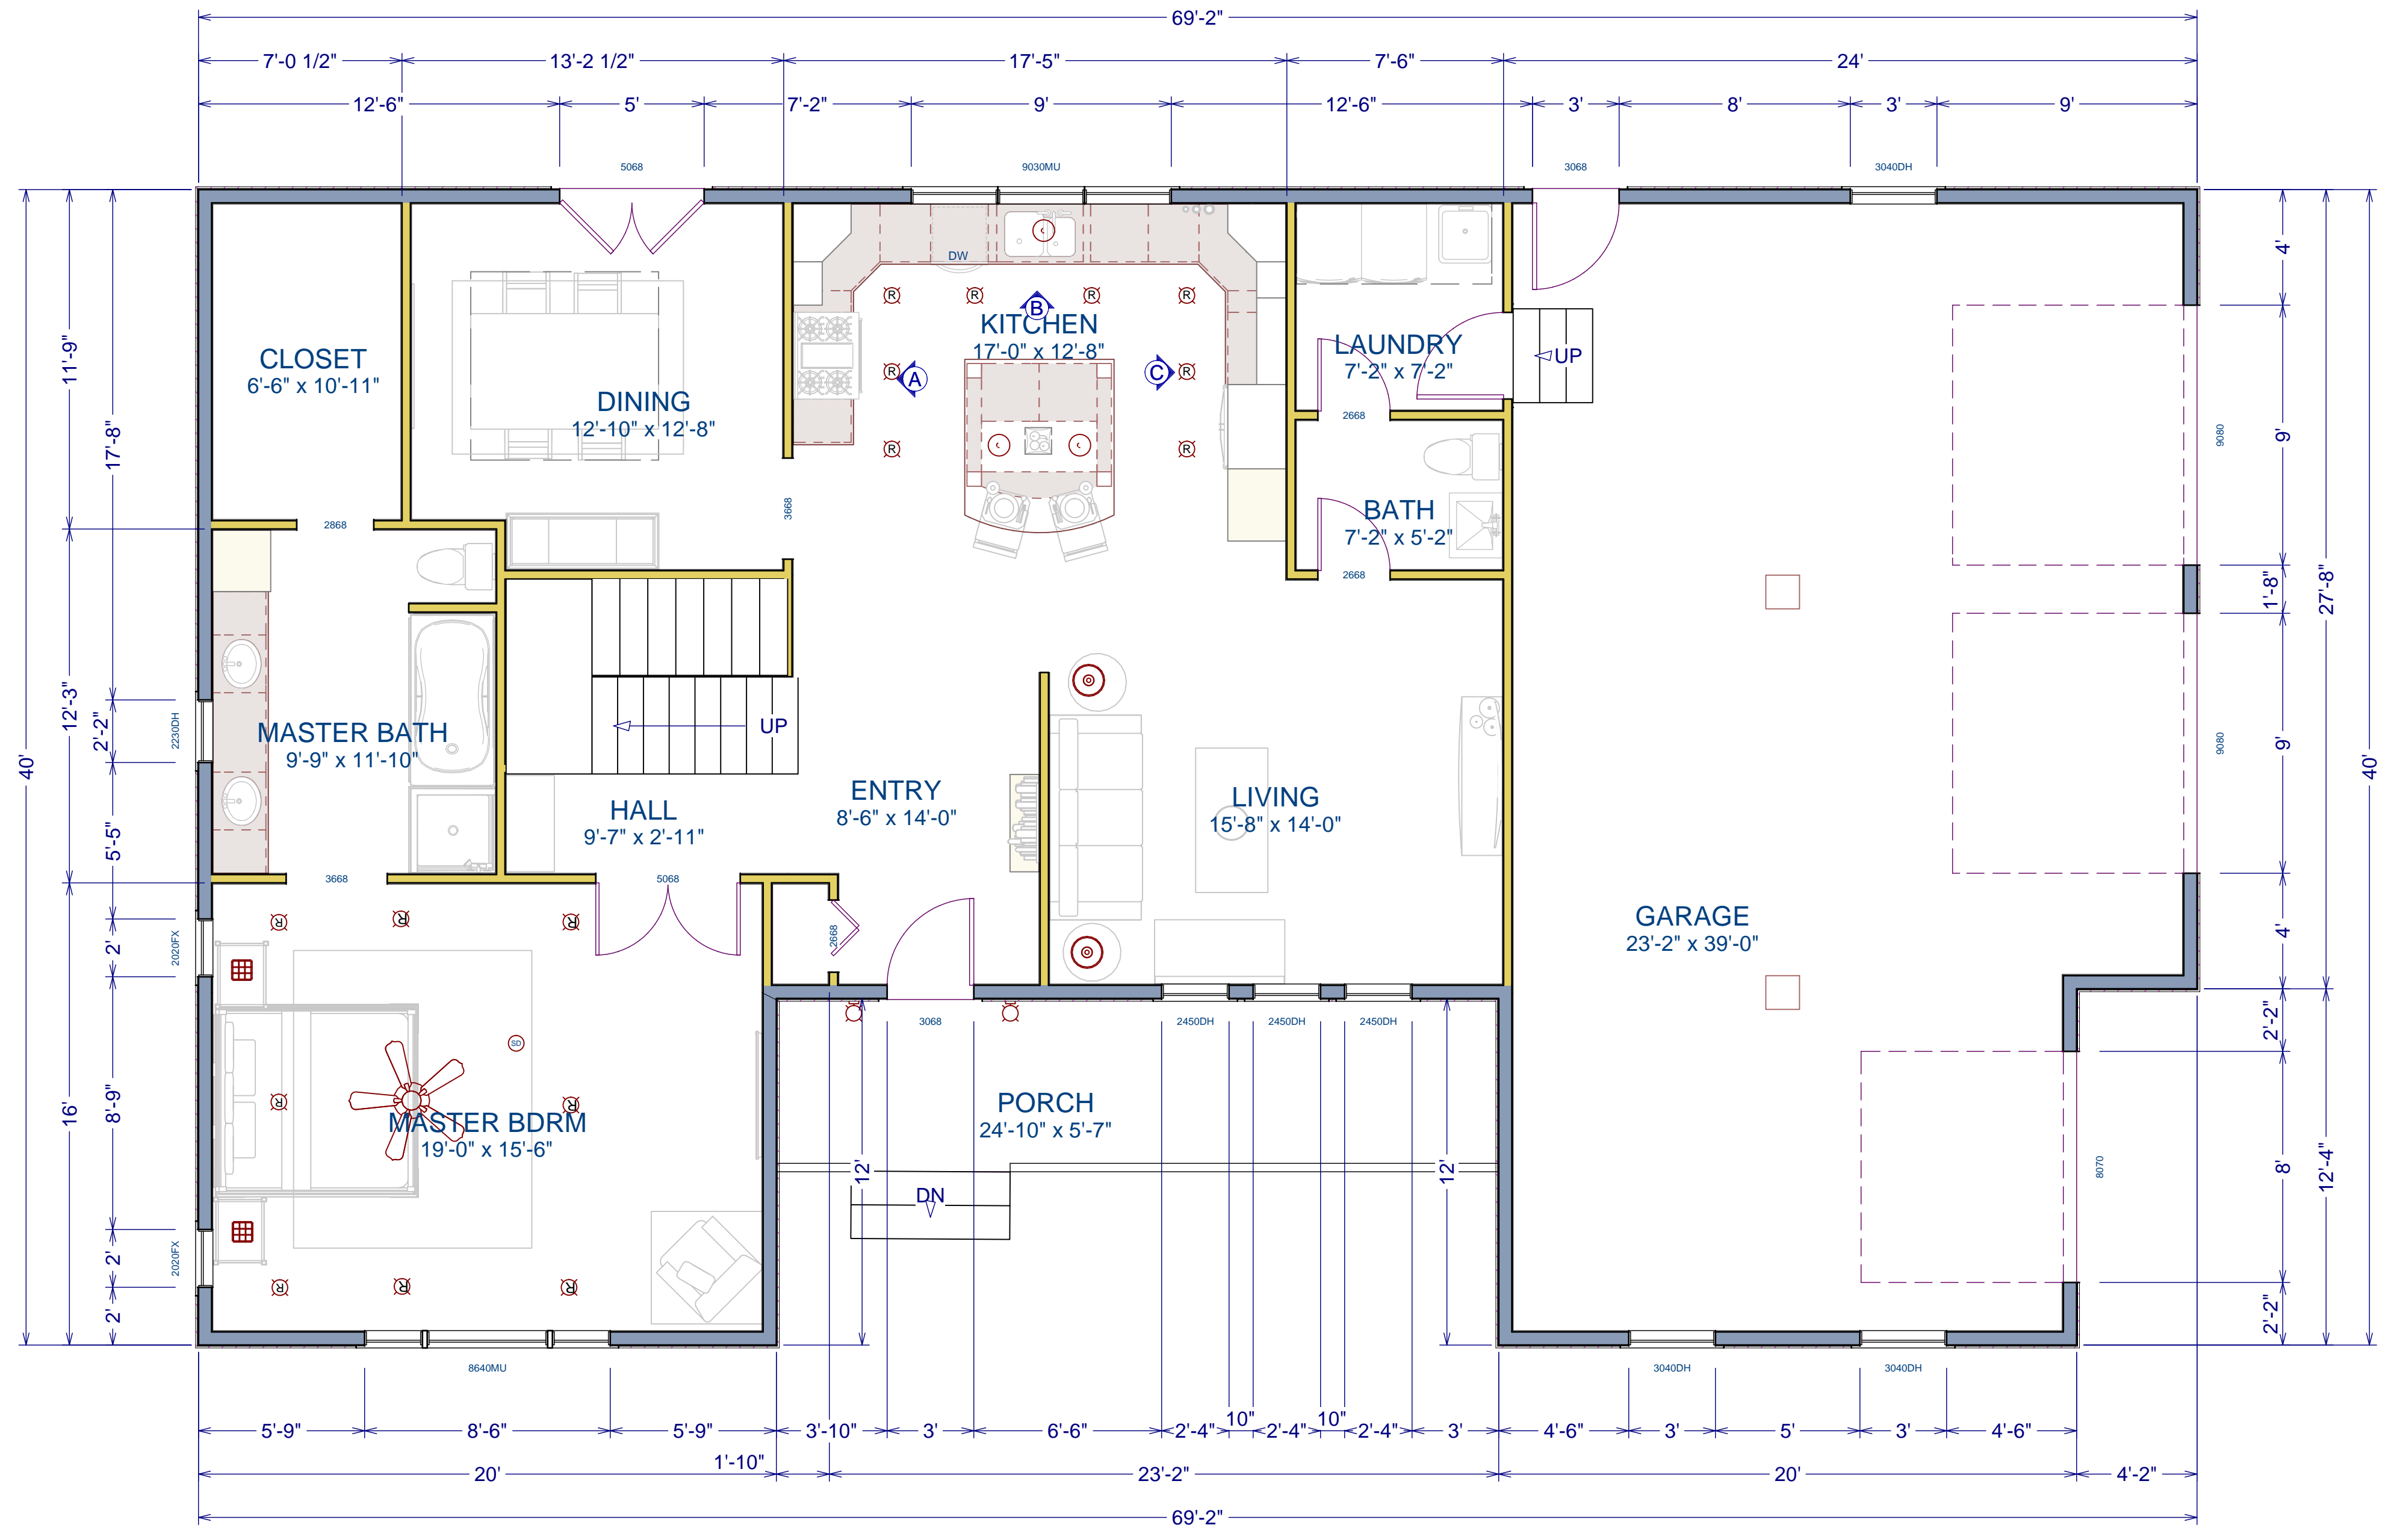 69'-2"
7'-0 1/2"
13'-2 1/2"
17'-5"
7'-6"
24'
12'-6"
5'
7'-2"
9'
12'-6"
3'
8'
3'
9'
5068
9030MU
3068
3040DH
40'
11'-9"
12'-3"
16'
17'-8"
2'-2"
5'-5"
2'
8'-9"
2'
2'
2230DH
2020FX
2020FX
CLOSET
6'-6" x 10'-11"
2868
DINING
12'-10" x 12'-8"
3668
DW
R
R
R
R
B
KITCHEN
17'-0" x 12'-8"
R
A
C
R
R
R
LAUNDRY
7'-2" x 7'-2"
UP
2668
BATH
7'-2" x 5'-2"
2668
MASTER BATH
9'-9" x 11'-10"
3668
UP
HALL
9'-7" x 2'-11"
5068
ENTRY
8'-6" x 14'-0"
2668
3068
LIVING
15'-8" x 14'-0"
2450DH
2450DH
2450DH
GARAGE
23'-2" x 39'-0"
R
R
R
SD
R
R
MASTER BDRM
19'-0" x 15'-6"
R
R
R
8640MU
PORCH
24'-10" x 5'-7"
12'
12'
DN
3040DH
3040DH
9080
9080
8070
4'
9'
1'-8"
9'
4'
2'-2"
8'
2'-2"
27'-8"
12'-4"
40'
5'-9"
8'-6"
5'-9"
3'-10"
3'
6'-6"
2'-4"
10"
2'-4"
10"
2'-4"
3'
4'-6"
3'
5'
3'
4'-6"
20'
1'-10"
23'-2"
20'
4'-2"
69'-2"